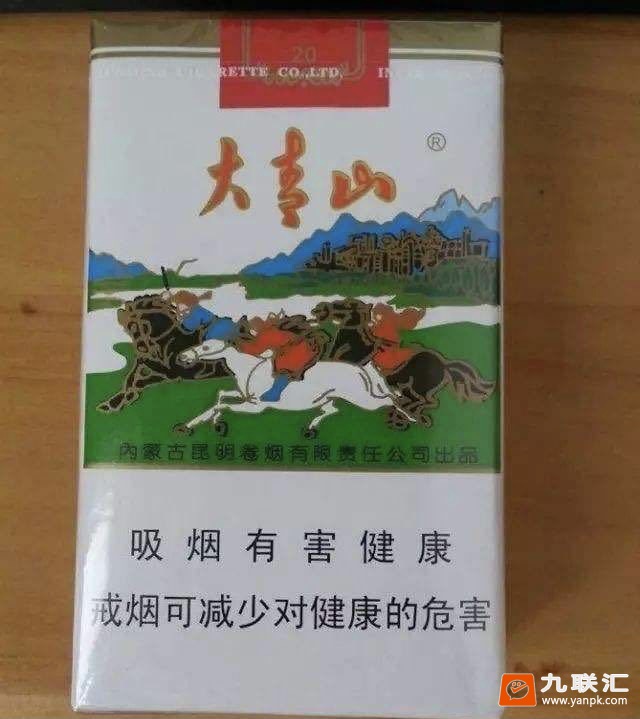 20
RETTE CO.,LTD.
大青山
®
内蒙古昆明卷烟有限责任公司出品
吸烟有害健康
戒烟可减少对健康的危害
九联汇
www.yanpk.com